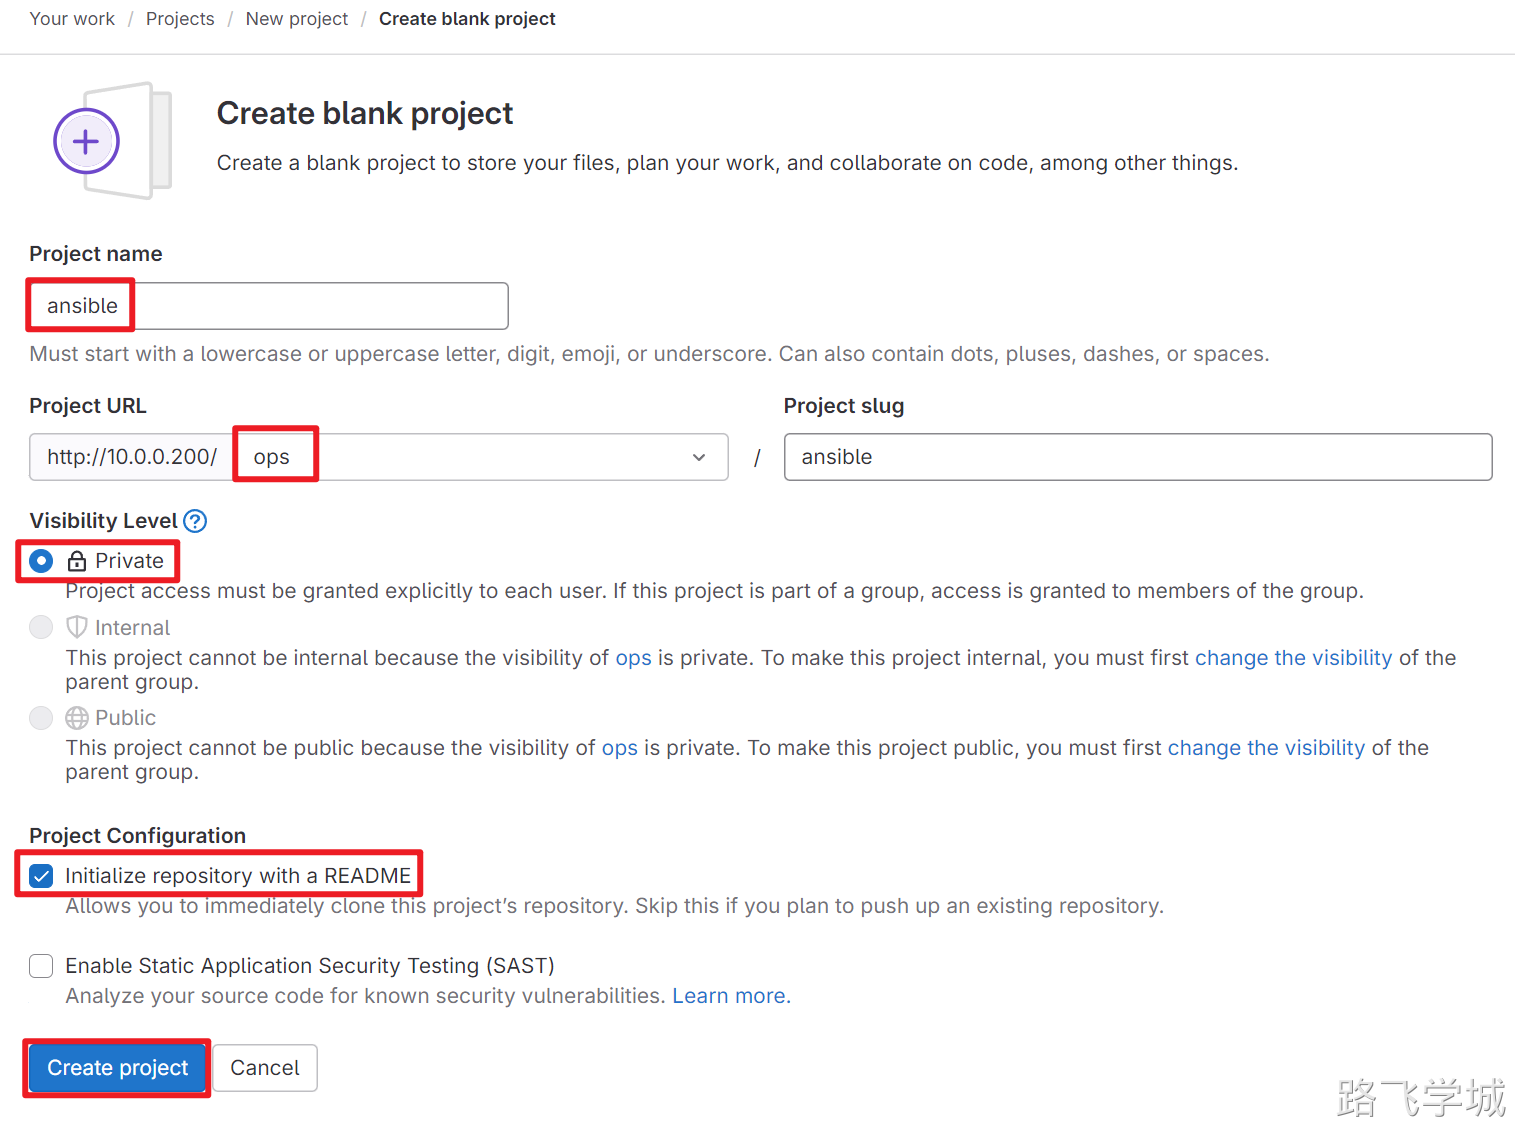 Your work / Projects / New project / Create blank project
Create blank project
Create a blank project to store your files, plan your work, and collaborate on code, among other things.
Project name
ansible
Must start with a lowercase or uppercase letter, digit, emoji, or underscore. Can also contain dots, pluses, dashes, or spaces.
Project URL
Project slug
http://10.0.0.200/ ops / ansible
Visibility Level ?
Private
Project access must be granted explicitly to each user. If this project is part of a group, access is granted to members of the group.
Internal
This project cannot be internal because the visibility of ops is private. To make this project internal, you must first change the visibility of the
parent group.
Public
This project cannot be public because the visibility of ops is private. To make this project public, you must first change the visibility of the
parent group.
Project Configuration
Initialize repository with a README
Allows you to immediately clone this project’s repository. Skip this if you plan to push up an existing repository.
Enable Static Application Security Testing (SAST)
Analyze your source code for known security vulnerabilities. Learn more.
Create project
Cancel
路飞学城